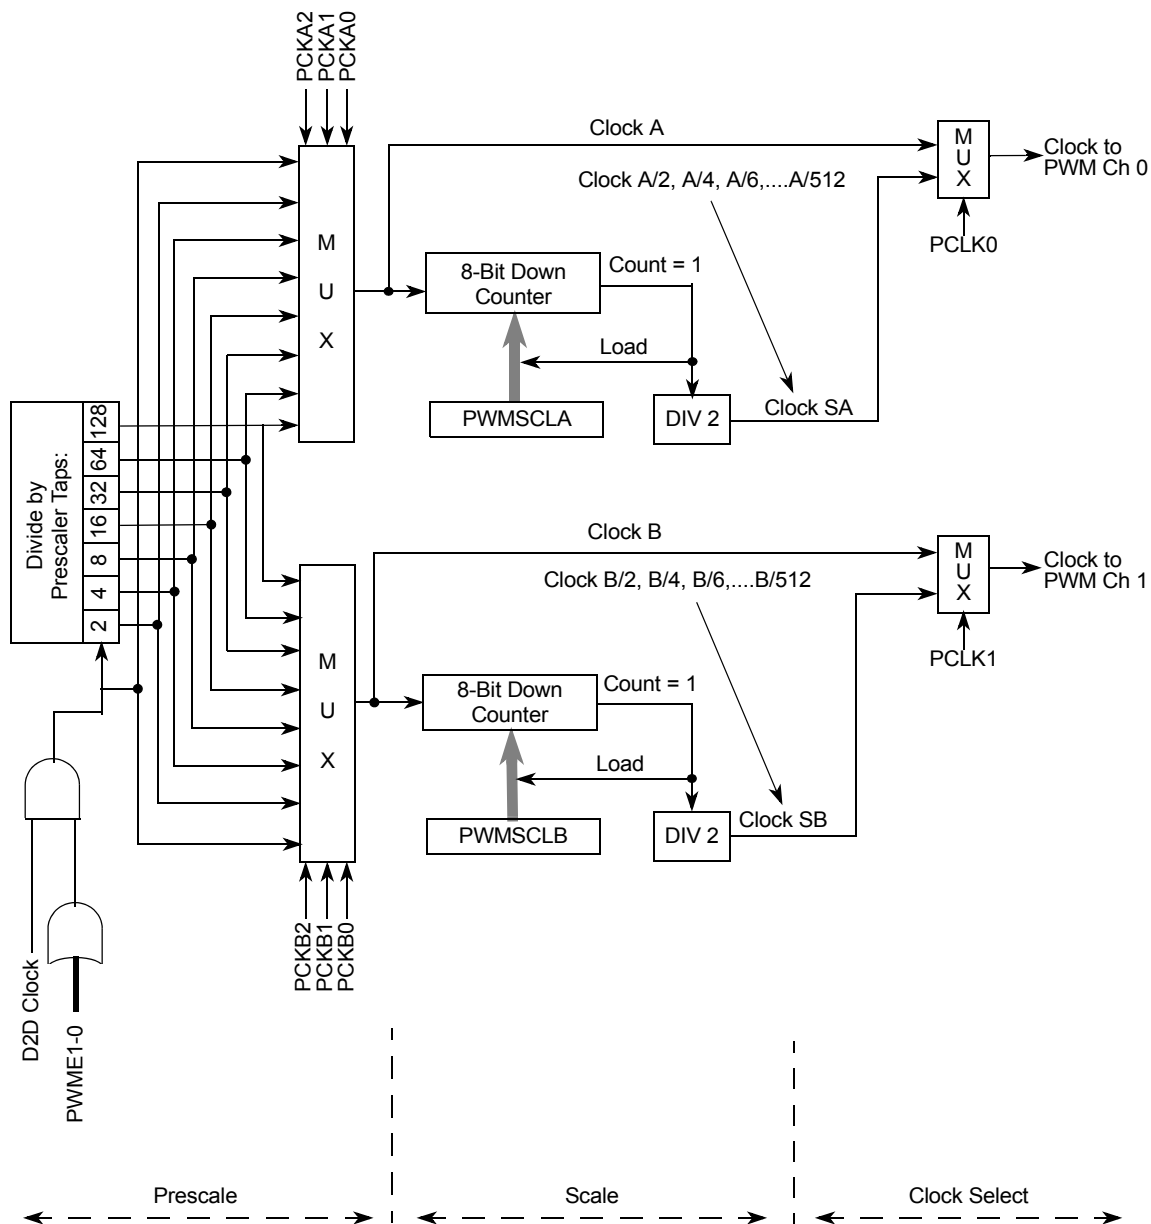 PCKA2
PCKA1
PCKA0
Clock A
M
U
X
Clock to
PWM Ch 0
Clock A/2, A/4, A/6,....A/512
PCLK0
M
U
X
8-Bit Down
Counter
Count = 1
Load
PWMSCLA
DIV 2
Clock SA
Divide by
Prescaler Taps:
128
64
32
16
8
4
2
Clock B
M
U
X
Clock to
PWM Ch 1
Clock B/2, B/4, B/6,....B/512
PCLK1
M
U
X
8-Bit Down
Counter
Count = 1
Load
PWMSCLB
DIV 2
Clock SB
PCKB2
PCKB1
PCKB0
D2D Clock
PWME1-0
Prescale
Scale
Clock Select